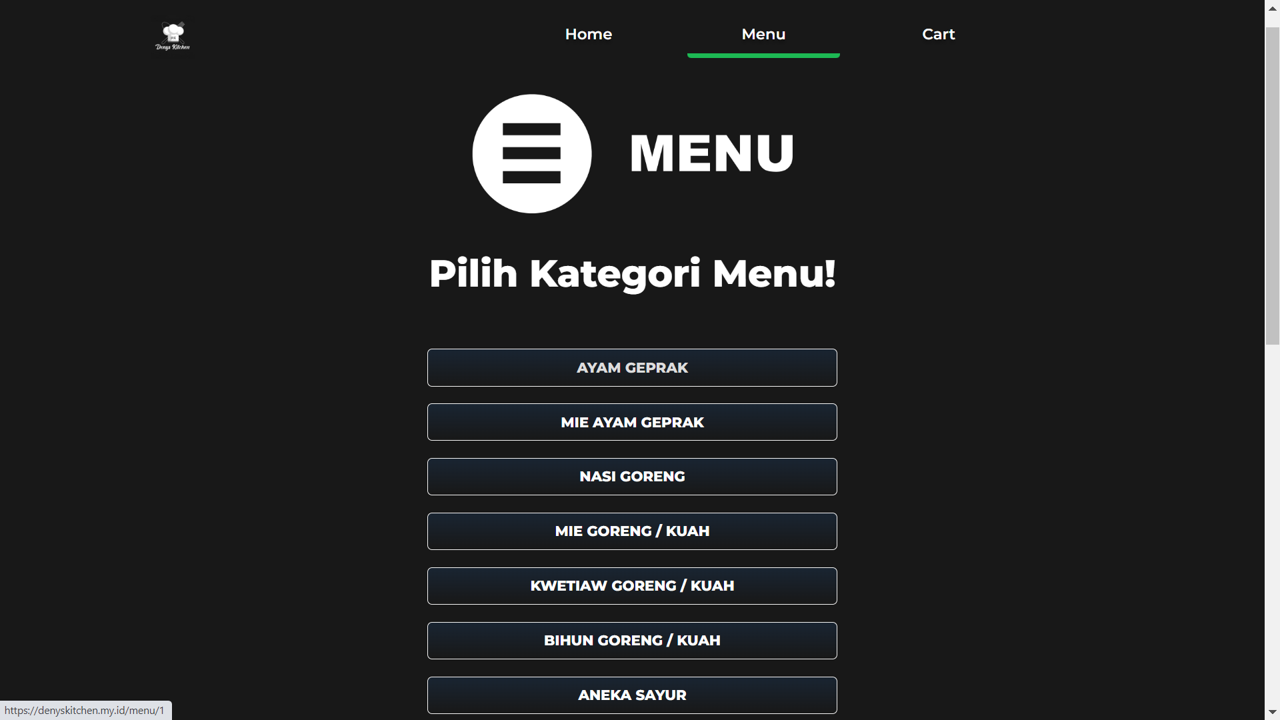 Denys Kitchen
Home
Menu
Cart
MENU
Pilih Kategori Menu!
AYAM GEPRAK
MIE AYAM GEPRAK
NASI GORENG
MIE GORENG / KUAH
KWETIAW GORENG / KUAH
BIHUN GORENG / KUAH
ANEKA SAYUR
https://denyskitchen.my.id/menu/1